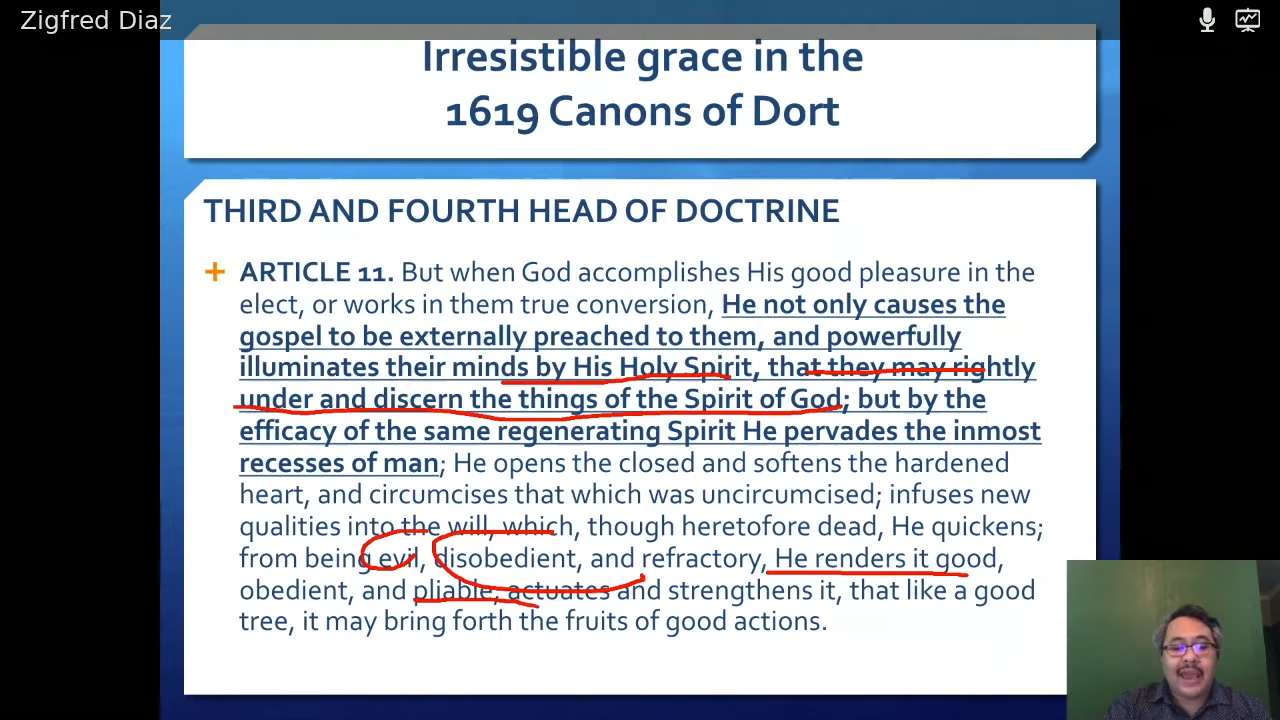 Zigfred Diaz
Irresistible grace in the
1619 Canons of Dort
THIRD AND FOURTH HEAD OF DOCTRINE
+ ARTICLE 11. But when God accomplishes His good pleasure in the
elect, or works in them true conversion, He not only causes the
gospel to be externally preached to them, and powerfully
illuminates their minds by His Holy Spirit, that they may rightly
under and discern the things of the Spirit of God; but by the
efficacy of the same regenerating Spirit He pervades the inmost
recesses of man; He opens the closed and softens the hardened
heart, and circumcises that which was uncircumcised; infuses new
qualities into the will, which, though heretofore dead, He quickens;
from being evil, disobedient, and refractory, He renders it good,
obedient, and pliable; actuates and strengthens it, that like a good
tree, it may bring forth the fruits of good actions.